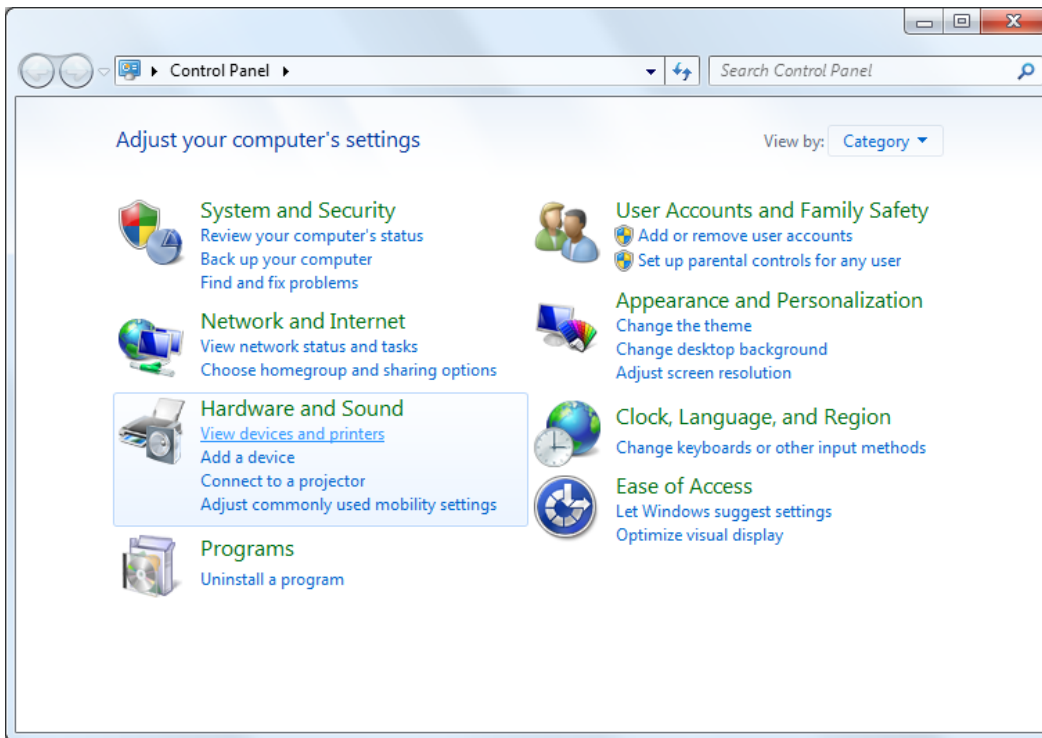 Control Panel
Search Control Panel
Adjust your computer's settings
View by: Category
System and Security
Review your computer's status
Back up your computer
Find and fix problems
Network and Internet
View network status and tasks
Choose homegroup and sharing options
Hardware and Sound
View devices and printers
Add a device
Connect to a projector
Adjust commonly used mobility settings
Programs
Uninstall a program
User Accounts and Family Safety
Add or remove user accounts
Set up parental controls for any user
Appearance and Personalization
Change the theme
Change desktop background
Adjust screen resolution
Clock, Language, and Region
Change keyboards or other input methods
Ease of Access
Let Windows suggest settings
Optimize visual display